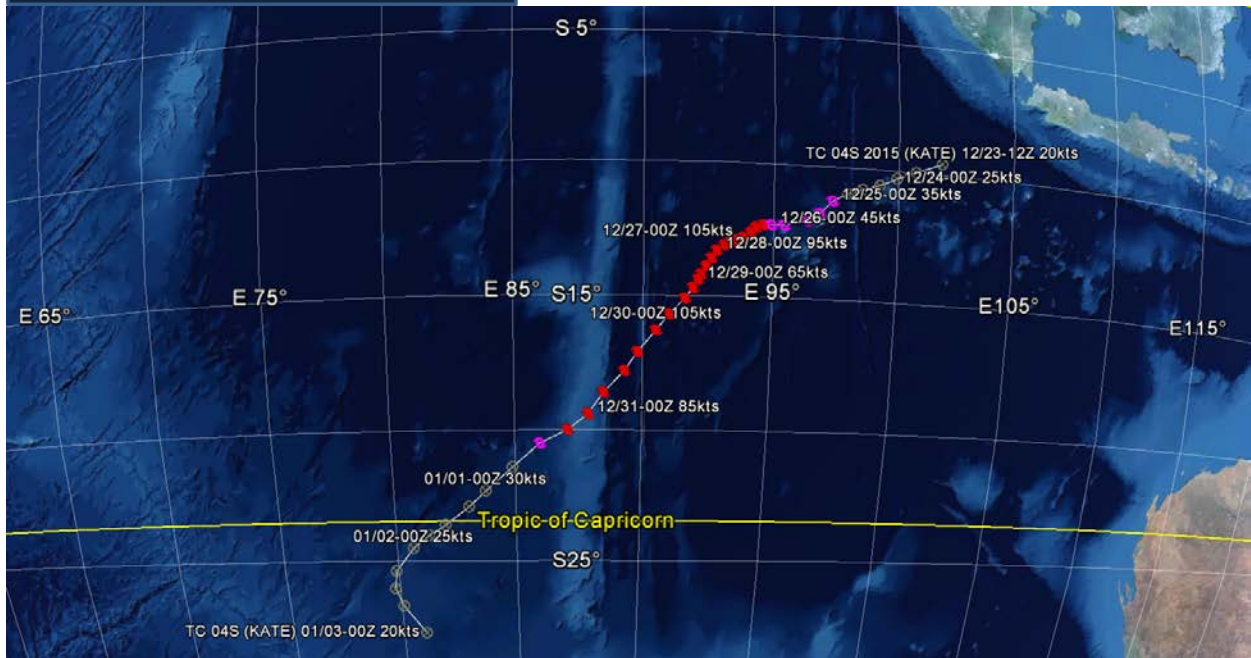 S 5°
TC 04S 2015 (KATE) 12/23-12Z 20kts
12/24-00Z 25kts
12/25-00Z 35kts
12/26-00Z 45kts
12/27-00Z 105kts
12/28-00Z 95kts
12/29-00Z 65kts
E 65°
E 75°
E 85°
S15°
E 95°
E105°
E115°
12/30-00Z 105kts
12/31-00Z 85kts
01/01-00Z 30kts
Tropic of Capricorn
01/02-00Z 25kts
S25°
TC 04S (KATE) 01/03-00Z 20kts